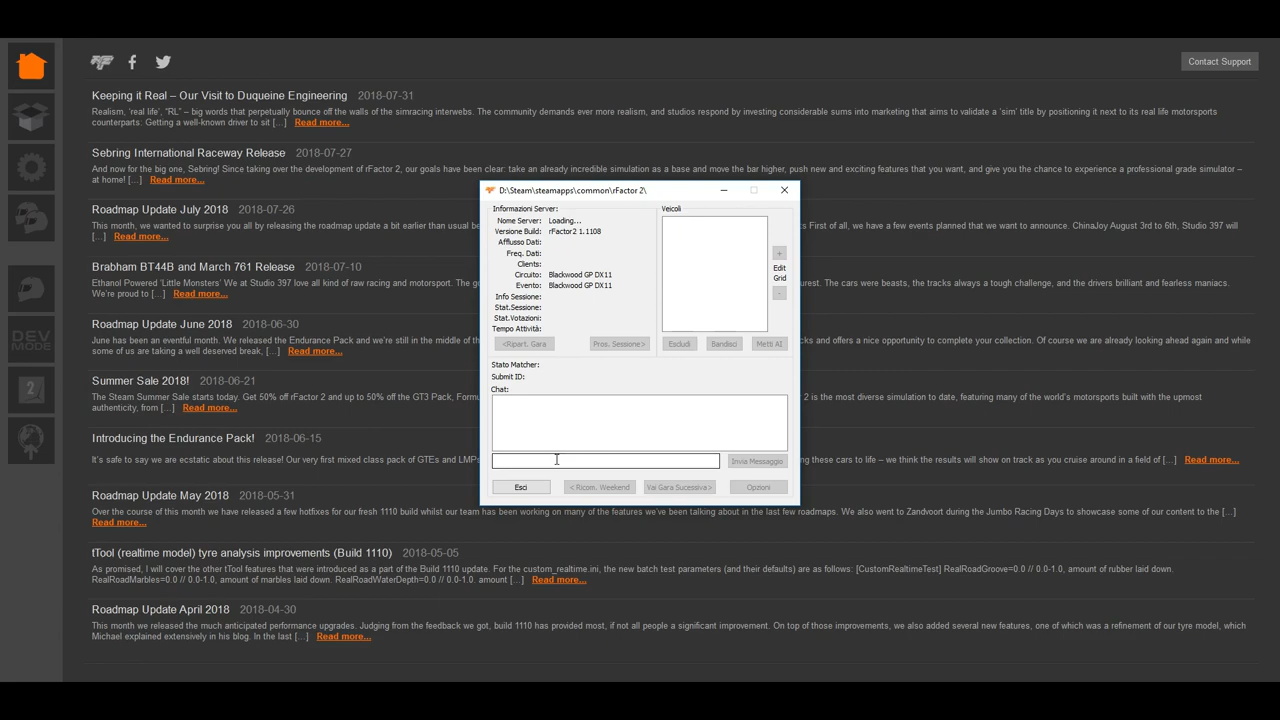 Contact Support
Keeping it Real – Our Visit to Duqueine Engineering 2018-07-31
Realism, 'real life', "RL" – big words that perpetually bounce off the walls of the simracing interwebs. The community demands ever more realism, and studios respond by investing considerable sums into marketing that aims to validate a 'sim' title by positioning it next to its real life motorsports
counterparts: Getting a well-known driver to sit [...] Read more...
Sebring International Raceway Release 2018-07-27
And now for the big one, Sebring! Since taking over the development of rFactor 2, our goals have been clear: take an already incredible simulation as a base and move the bar higher, push new and exciting features that you want, and give you the chance to experience a professional grade simulator –
at home! [...] Read more...
Roadmap Update July 2018 2018-07-26
This month, we wanted to surprise you all by releasing the roadmap update a bit earlier than usual be
s First of all, we have a few events planned that we want to announce. ChinaJoy August 3rd to 6th, Studio 397 will
[...] Read more...
Brabham BT44B and March 761 Release 2018-07-10
Ethanol Powered 'Little Monsters' We at Studio 397 love all kind of raw racing and motorsport. The g
curse. The cars were beasts, the tracks always a tough challenge, and the drivers brilliant and fearless maniacs.
We're proud to [...] Read more...
Roadmap Update June 2018 2018-06-30
June has been an eventful month. We released the Endurance Pack and we're still in the middle of the
cks and offers a nice opportunity to complete your collection. Of course we are already looking ahead again and while
some of us are taking a well deserved break, [...] Read more...
Summer Sale 2018! 2018-06-21
The Steam Summer Sale starts today. Get 50% off rFactor 2 and up to 50% off the GT3 Pack, Formu
2 is the most diverse simulation to date, featuring many of the world's motorsports built with the upmost
authenticity, from [...] Read more...
Introducing the Endurance Pack! 2018-06-15
It's safe to say we are ecstatic about this release! Our very first mixed class pack of GTEs and LMP
ing these cars to life – we think the results will show on track as you cruise around in a field of [...] Read more...
Roadmap Update May 2018 2018-05-31
Over the course of this month we have released a few hotfixes for our fresh 1110 build whilst our team has been working on many of the features we've been talking about in the last few roadmaps. We also went to Zandvoort during the Jumbo Racing Days to showcase some of our content to the [...]
Read more...
tTool (realtime model) tyre analysis improvements (Build 1110) 2018-05-05
As promised, I will cover the other tTool features that were introduced as a part of the Build 1110 update. For the custom_realtime.ini, the new batch test parameters (and their defaults) are as follows: [CustomRealtimeTest] RealRoadGroove=0.0 // 0.0-1.0, amount of rubber laid down.
RealRoadMarbles=0.0 // 0.0-1.0, amount of marbles laid down. RealRoadWaterDepth=0.0 // 0.0-1.0. amount [...] Read more...
Roadmap Update April 2018 2018-04-30
This month we released the much anticipated performance upgrades. Judging from the feedback we got, build 1110 has provided most, if not all people a significant improvement. On top of those improvements, we also added several new features, one of which was a refinement of our tyre model, which
Michael explained extensively in his blog. In the last [...] Read more...
DEV
MODE
2
D:\Steam\steamapps\common\rFactor 2\
Informazioni Server:
Nome Server: Loading...
Versione Build: rFactor2 1.1108
Afflusso Dati:
Freq. Dati:
Clients:
Circuito: Blackwood GP DX11
Evento: Blackwood GP DX11
Info Sessione:
Stat.Sessione:
Stat.Votazioni:
Tempo Attività:
<Ripart. Gara
Pros. Sessione>
Veicoli
+
Edit
Grid
-
Escludi
Bandisci
Metti AI
Stato Matcher:
Submit ID:
Chat:
Invia Messaggio
Esci
< Ricom. Weekend
Vai Gara Sucessiva>
Opzioni